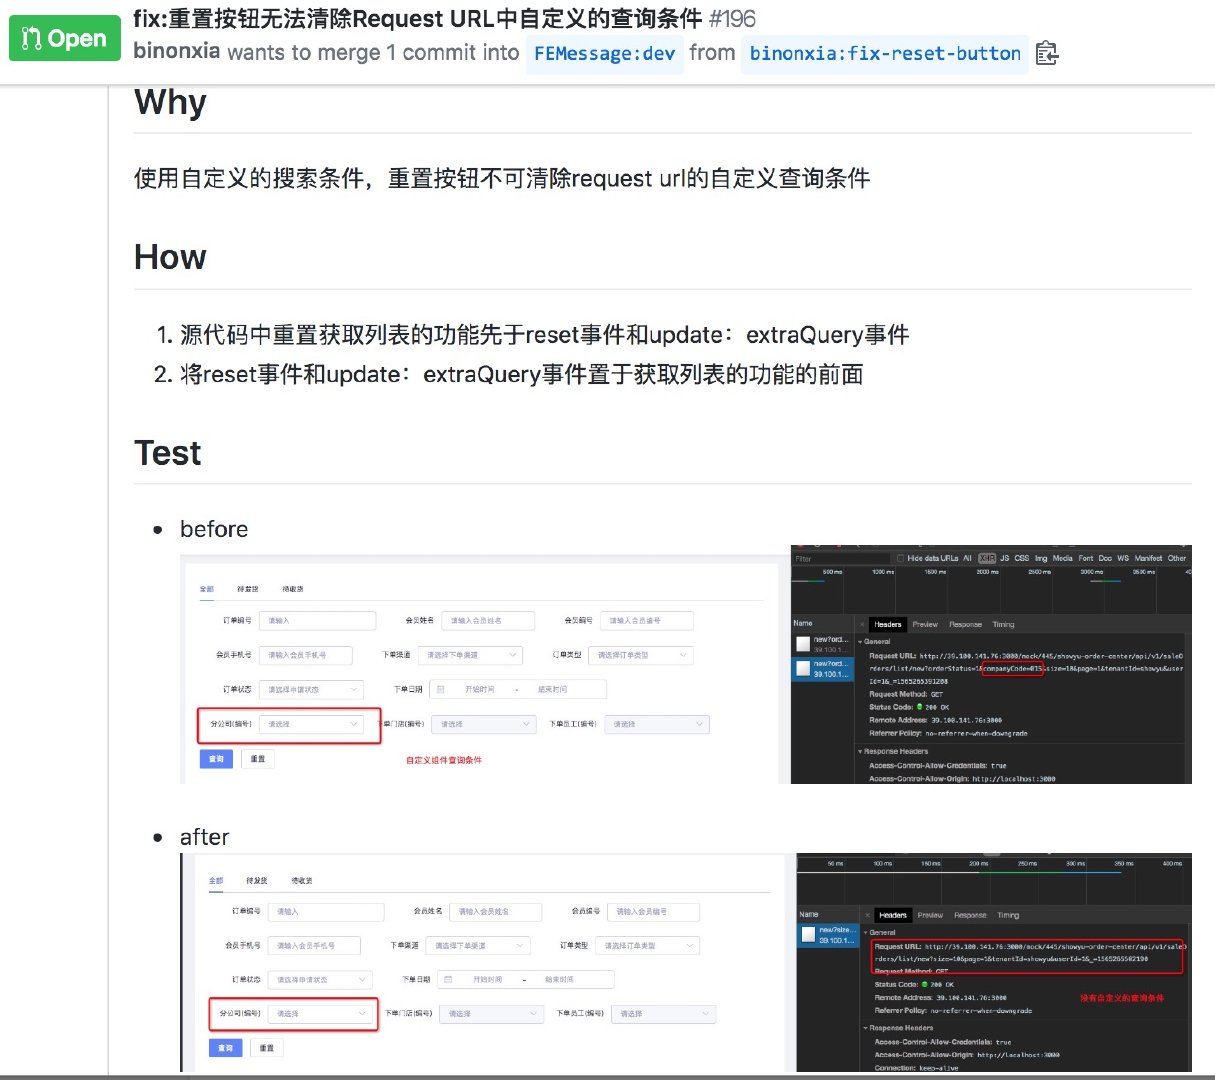 Open
fix:重置按钮无法清除Request URL中自定义的查询条件 #196
binonxia wants to merge 1 commit into FEMessage:dev from binonxia:fix-reset-button
Why
使用自定义的搜索条件，重置按钮不可清除request url的自定义查询条件
How
1. 源代码中重置获取列表的功能先于reset事件和update：extraQuery事件
2. 将reset事件和update：extraQuery事件置于获取列表的功能的前面
Test
before
全部 待发货 待收货
订单编号 请输入 会员姓名 请输入会员姓名 会员编号 请输入会员编号
会员手机号 请输入会员手机号 下单渠道 请选择下单渠道 订单类型 请选择订单类型
订单状态 请选择申请状态 下单日期 开始时间 - 结束时间
分公司(编号) 请选择 下单门店(编号) 请选择 下单员工(编号) 请选择
查询 重置 自定义组件查询条件
Filter Hide data URLs All XHR JS CSS Img Media Font Doc WS Manifest Other
500 ms 1000 ms 1500 ms 2000 ms 2500 ms 3000 ms 3500 ms
Name × Headers Preview Response Timing
new?ord...
39.100.1...
new?ord...
39.100.1...
General
Request URL: http://39.100.141.76:3000/mock/445/showyu-order-center/api/v1/saleO
rders/list/new?orderStatus=1&companyCode=015&size=10&page=1&tenantId=showyu&user
Id=1&_=1565265391268
Request Method: GET
Status Code: 200 OK
Remote Address: 39.100.141.76:3000
Referrer Policy: no-referrer-when-downgrade
Response Headers
Access-Control-Allow-Credentials: true
Access-Control-Allow-Origin: http://localhost:3000
after
全部 待发货 待收货
订单编号 请输入 会员姓名 请输入会员姓名 会员编号 请输入会员编号
会员手机号 请输入会员手机号 下单渠道 请选择下单渠道 订单类型 请选择订单类型
订单状态 请选择申请状态 下单日期 开始时间 - 结束时间
分公司(编号) 请选择 下单门店(编号) 请选择 下单员工(编号) 请选择
查询 重置
50 ms 100 ms 150 ms 200 ms 250 ms 300 ms 350 ms 400 ms
Name × Headers Preview Response Timing
new?size...
39.100.1...
General
Request URL: http://39.100.141.76:3000/mock/445/showyu-order-center/api/v1/saleO
rders/list/new?size=10&page=1&tenantId=showyu&userId=1&_=1565265502190
Request Method: GET
Status Code: 200 OK
Remote Address: 39.100.141.76:3000 没有自定义的查询条件
Referrer Policy: no-referrer-when-downgrade
Response Headers
Access-Control-Allow-Credentials: true
Access-Control-Allow-Origin: http://localhost:3000
Connection: keep-alive